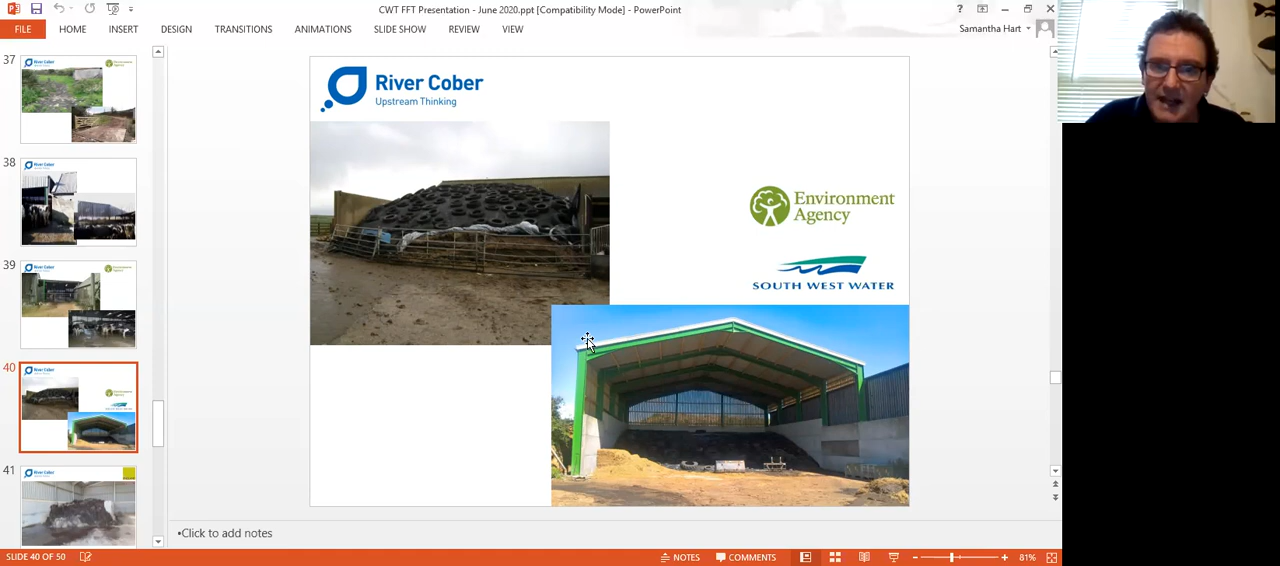 CWT FFT Presentation - June 2020.ppt [Compatibility Mode] - PowerPoint
FILE HOME INSERT DESIGN TRANSITIONS ANIMATIONS SLIDE SHOW REVIEW VIEW
Samantha Hart
37
38
39
40
41
River Cober
Upstream Thinking
Environment
Agency
SOUTH WEST WATER
•Click to add notes
SLIDE 40 OF 50
NOTES
COMMENTS
81%